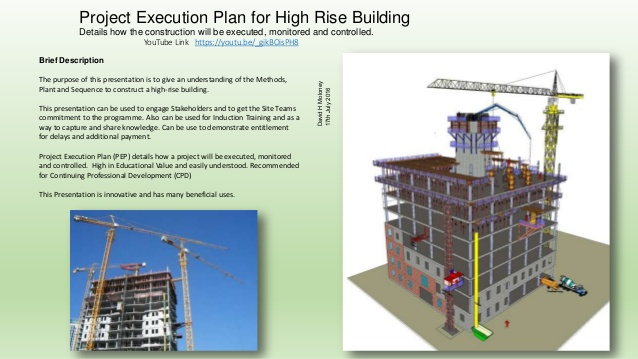 Project Execution Plan for High Rise Building
Details how the construction will be executed, monitored and controlled.
YouTube Link https://youtu.be/_gikBOisPH8
Brief Description
The purpose of this presentation is to give an understanding of the Methods,
Plant and Sequence to construct a high-rise building.
This presentation can be used to engage Stakeholders and to get the Site Teams
commitment to the programme. Also can be used for Induction Training and as a
way to capture and share knowledge. Can be use to demonstrate entitlement
for delays and additional payment.
Project Execution Plan (PEP) details how a project will be executed, monitored
and controlled. High in Educational Value and easily understood. Recommended
for Continuing Professional Development (CPD)
This Presentation is innovative and has many beneficial uses.
David H Moloney
17th July 2016